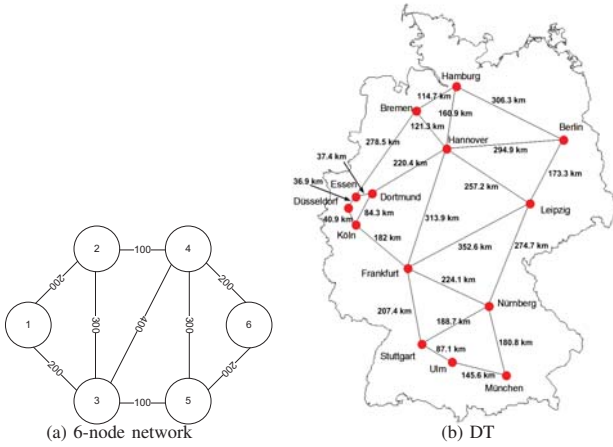 Hamburg
114.7 km
306.3 km
Bremen
160.9 km
121.3 km
Berlin
Hannover
278.5 km
294.9 km
37.4 km
220.4 km
173.3 km
36.9 km
Essen
257.2 km
Dortmund
Düsseldorf
Leipzig
40.9 km
84.3 km
313.9 km
Köln
182 km
352.6 km
274.7 km
Frankfurt
224.1 km
Nürnberg
207.4 km
188.7 km
Stuttgart
87.1 km
180.8 km
Ulm
145.6 km
München
2
100
4
200
200
1
300
400
300
6
200
200
3
100
5
(a) 6-node network
(b) DT